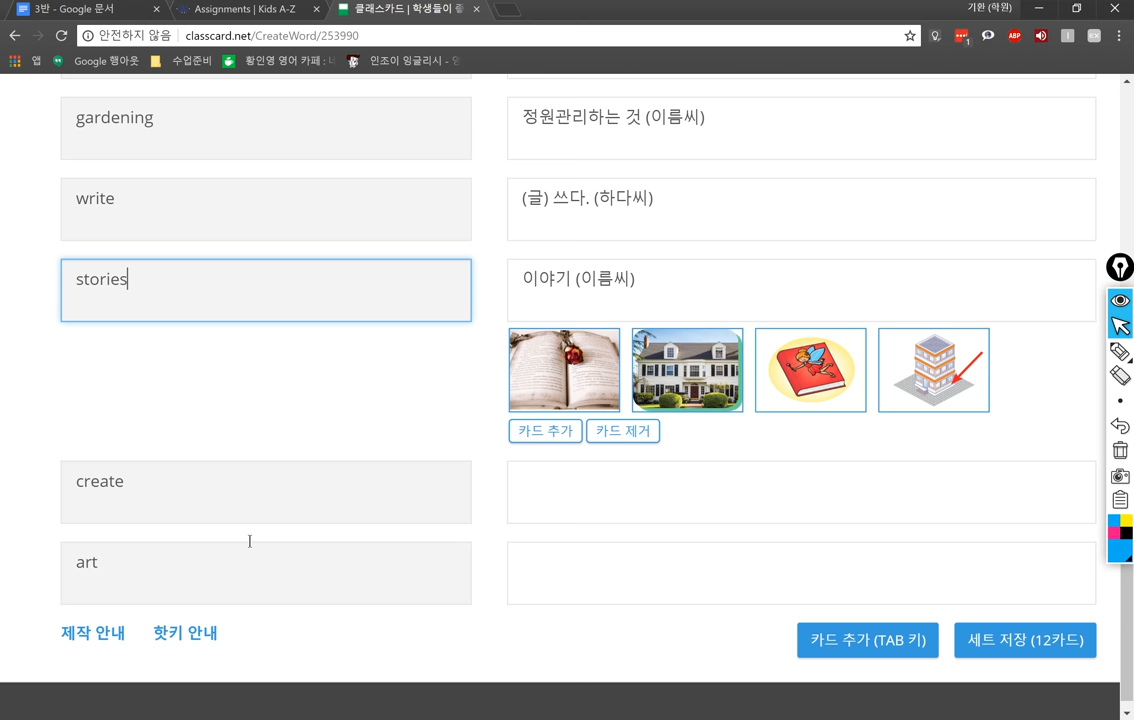 3반 - Google 문서
Assignments | Kids A-Z
클래스카드 | 학생들이 좋
기환 (학원)
안전하지 않음
classcard.net/CreateWord/253990
앱
Google 행아웃
수업준비
황인영 영어 카페 : 네
인조이 잉글리시 - 영
gardening
정원관리하는 것 (이름씨)
write
(글) 쓰다. (하다씨)
stories
이야기 (이름씨)
카드 추가
카드 제거
create
art
제작 안내
핫키 안내
카드 추가 (TAB 키)
세트 저장 (12카드)
ABP
1